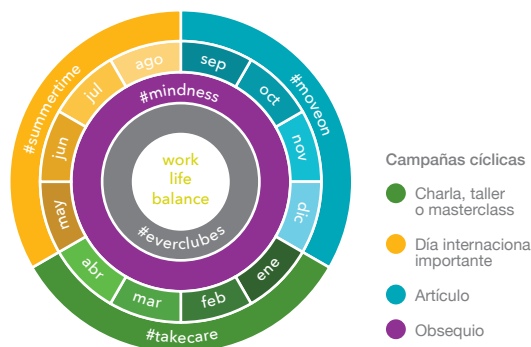 #summertime
#moveon
#takecare
ago
sep
oct
nov
dic
ene
feb
mar
abr
may
jun
jul
#mindness
#everclubes
work
life
balance
Campañas cíclicas
Charla, taller
o masterclass
Día internaciona
importante
Artículo
Obsequio